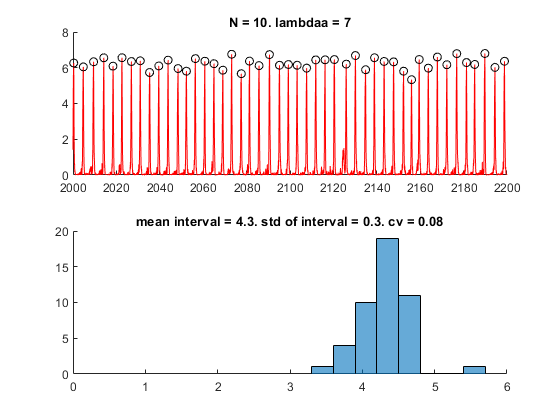 N = 10. lambdaa = 7
8
6
4
2
0
2000 2020 2040 2060 2080 2100 2120 2140 2160 2180 2200
mean interval = 4.3. std of interval = 0.3. cv = 0.08
20
15
10
5
0
0 1 2 3 4 5 6